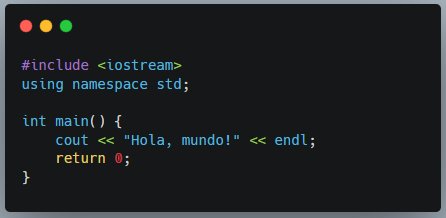 #include <iostream>
using namespace std;

int main() {
    cout << "Hola, mundo!" << endl;
    return 0;
}